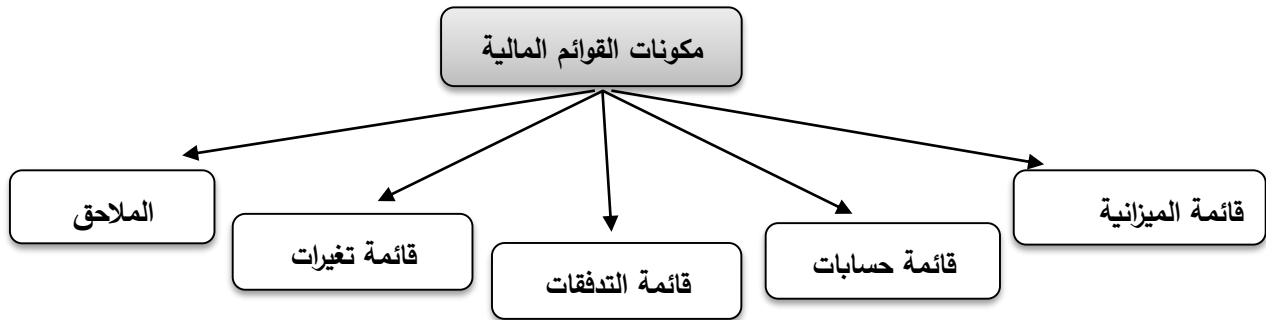 مكونات القوائم المالية
قائمة الميزانية
قائمة حسابات
قائمة التدفقات
قائمة تغيرات
الملاحق